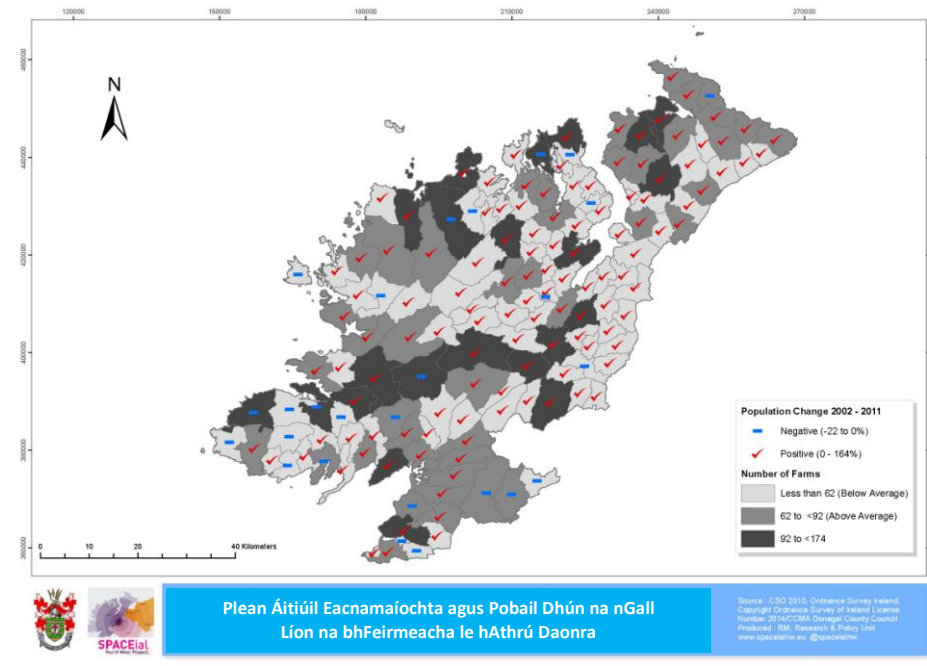 120000 150000 180000 210000 240000 270000
460000
440000
420000
400000
380000
360000
N
Population Change 2002 - 2011
Negative (-22 to 0%)
Positive (0 - 164%)
Number of Farms
Less than 62 (Below Average)
62 to <92 (Above Average)
92 to <174
0 10 20 40 Kilometers
SPACEial
North West Project
Plean Áitiúil Eacnamaíochta agus Pobail Dhún na nGall
Líon na bhFeirmeacha le hAthrú Daonra
Source : CSO 2010, Ordnance Survey Ireland,
Copyright Ordnance Survey of Ireland License
Number 2014/CCMA Donegal County Council
Produced : RM, Research & Policy Unit
www.spaceialnw.eu @spaceialnw